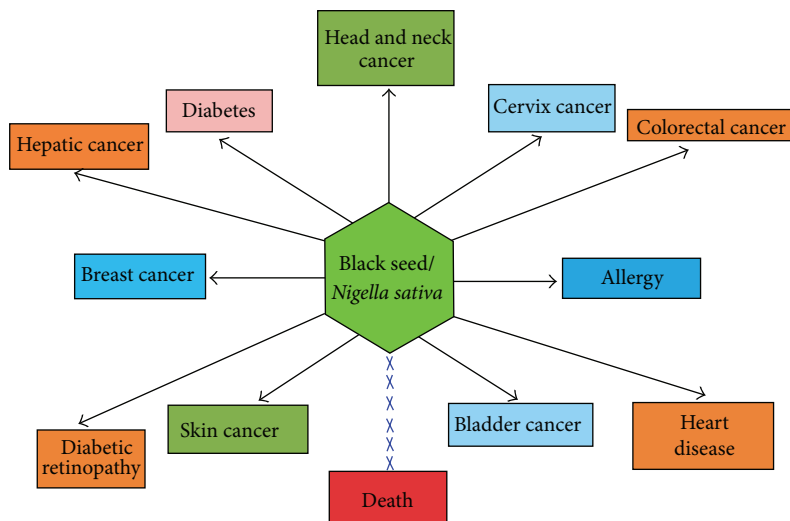 Head and neck
cancer
Diabetes
Cervix cancer
Colorectal cancer
Hepatic cancer
Black seed/
Nigella sativa
Breast cancer
Allergy
Diabetic
retinopathy
Skin cancer
Bladder cancer
Heart
disease
Death